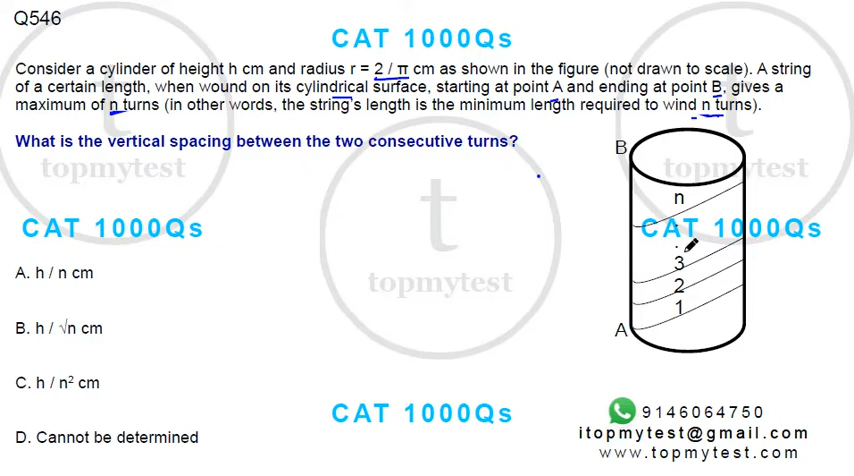 Q546
CAT 1000Qs
Consider a cylinder of height h cm and radius r = 2 / π cm as shown in the figure (not drawn to scale). A string
of a certain length, when wound on its cylindrical surface, starting at point A and ending at point B, gives a
maximum of n turns (in other words, the string's length is the minimum length required to wind n turns).
What is the vertical spacing between the two consecutive turns?
B
t
topmytest
t
topmytest
t
topmytest
n
CAT 1000Qs
CAT 1000Qs
3
A. h / n cm
2
1
B. h / √n cm
A
C. h / n² cm
CAT 1000Qs
9146064750
itopmytest@gmail.com
D. Cannot be determined
www.topmytest.com